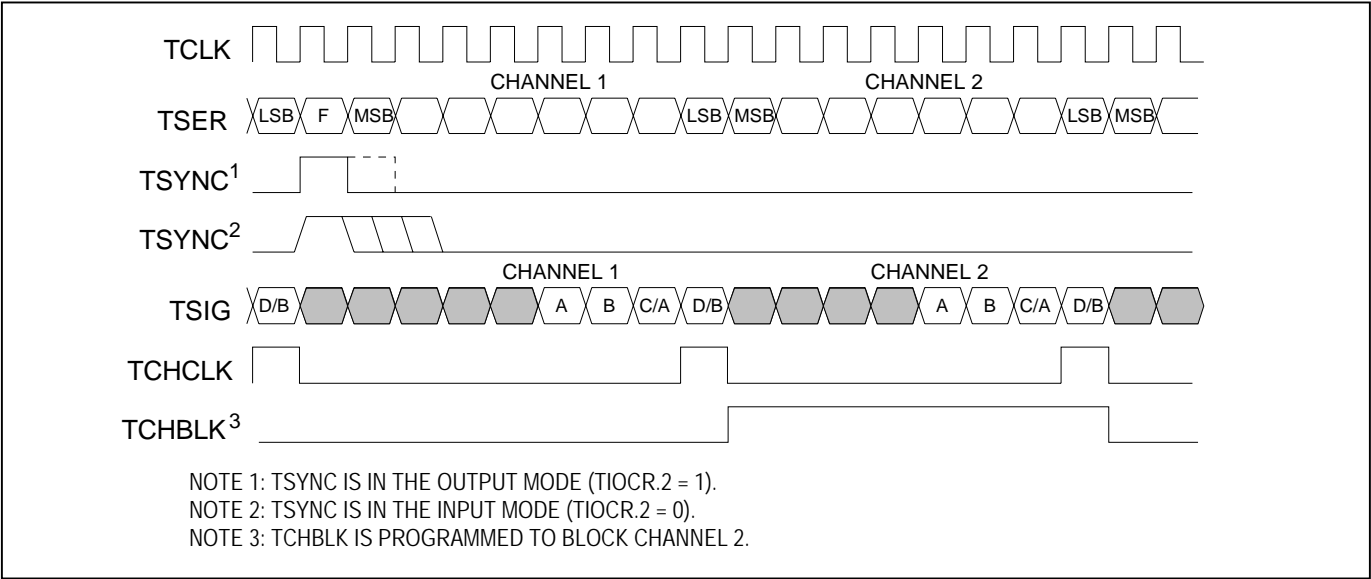 TCLK
CHANNEL 1 CHANNEL 2
TSER LSB F MSB LSB MSB LSB MSB
TSYNC1
TSYNC2
CHANNEL 1 CHANNEL 2
TSIG D/B A B C/A D/B A B C/A D/B
TCHCLK
TCHBLK3
NOTE 1: TSYNC IS IN THE OUTPUT MODE (TIOCR.2 = 1).
NOTE 2: TSYNC IS IN THE INPUT MODE (TIOCR.2 = 0).
NOTE 3: TCHBLK IS PROGRAMMED TO BLOCK CHANNEL 2.